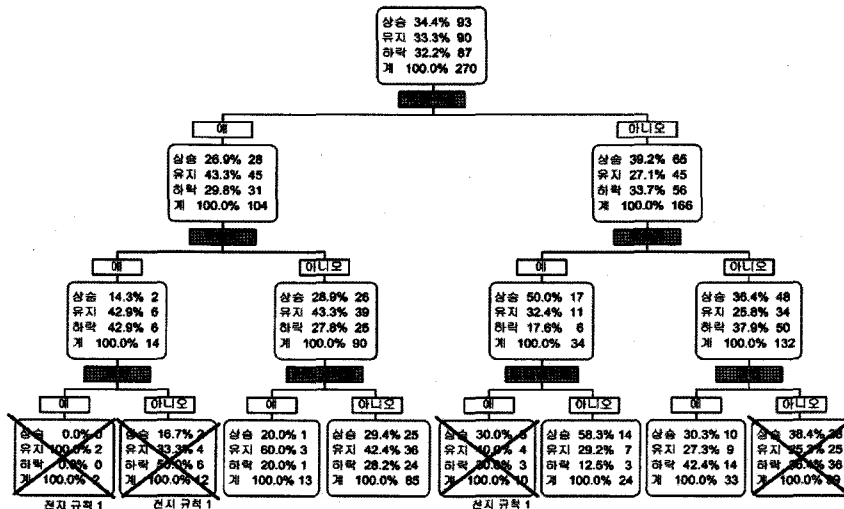 상승 34.4% 93
유지 33.3% 90
하락 32.2% 87
계 100.0% 270
예
아니오
상승 26.9% 28
유지 43.3% 45
하락 29.8% 31
계 100.0% 104
상승 39.2% 65
유지 27.1% 45
하락 33.7% 56
계 100.0% 166
예
아니오
예
아니오
상승 14.3% 2
유지 42.9% 6
하락 42.9% 6
계 100.0% 14
상승 28.9% 26
유지 43.3% 39
하락 27.8% 25
계 100.0% 90
상승 50.0% 17
유지 32.4% 11
하락 17.6% 6
계 100.0% 34
상승 36.4% 48
유지 25.8% 34
하락 37.9% 50
계 100.0% 132
예
아니오
예
아니오
예
아니오
예
아니오
상승 0.0% 0
유지 100.0% 2
하락 0.0% 0
계 100.0% 2
상승 16.7% 2
유지 33.3% 4
하락 50.0% 6
계 100.0% 12
상승 20.0% 1
유지 60.0% 3
하락 20.0% 1
계 100.0% 13
상승 29.4% 25
유지 42.4% 36
하락 28.2% 24
계 100.0% 85
상승 30.0%
유지 4
하락 3
계 100.0% 10
상승 58.3% 14
유지 29.2% 7
하락 12.5% 3
계 100.0% 24
상승 30.3% 10
유지 27.3% 9
하락 42.4% 14
계 100.0% 33
상승 38.4%
유지 25
하락 36
계 100.0%
전지 규칙 1
전지 규칙 1
전지 규칙 1